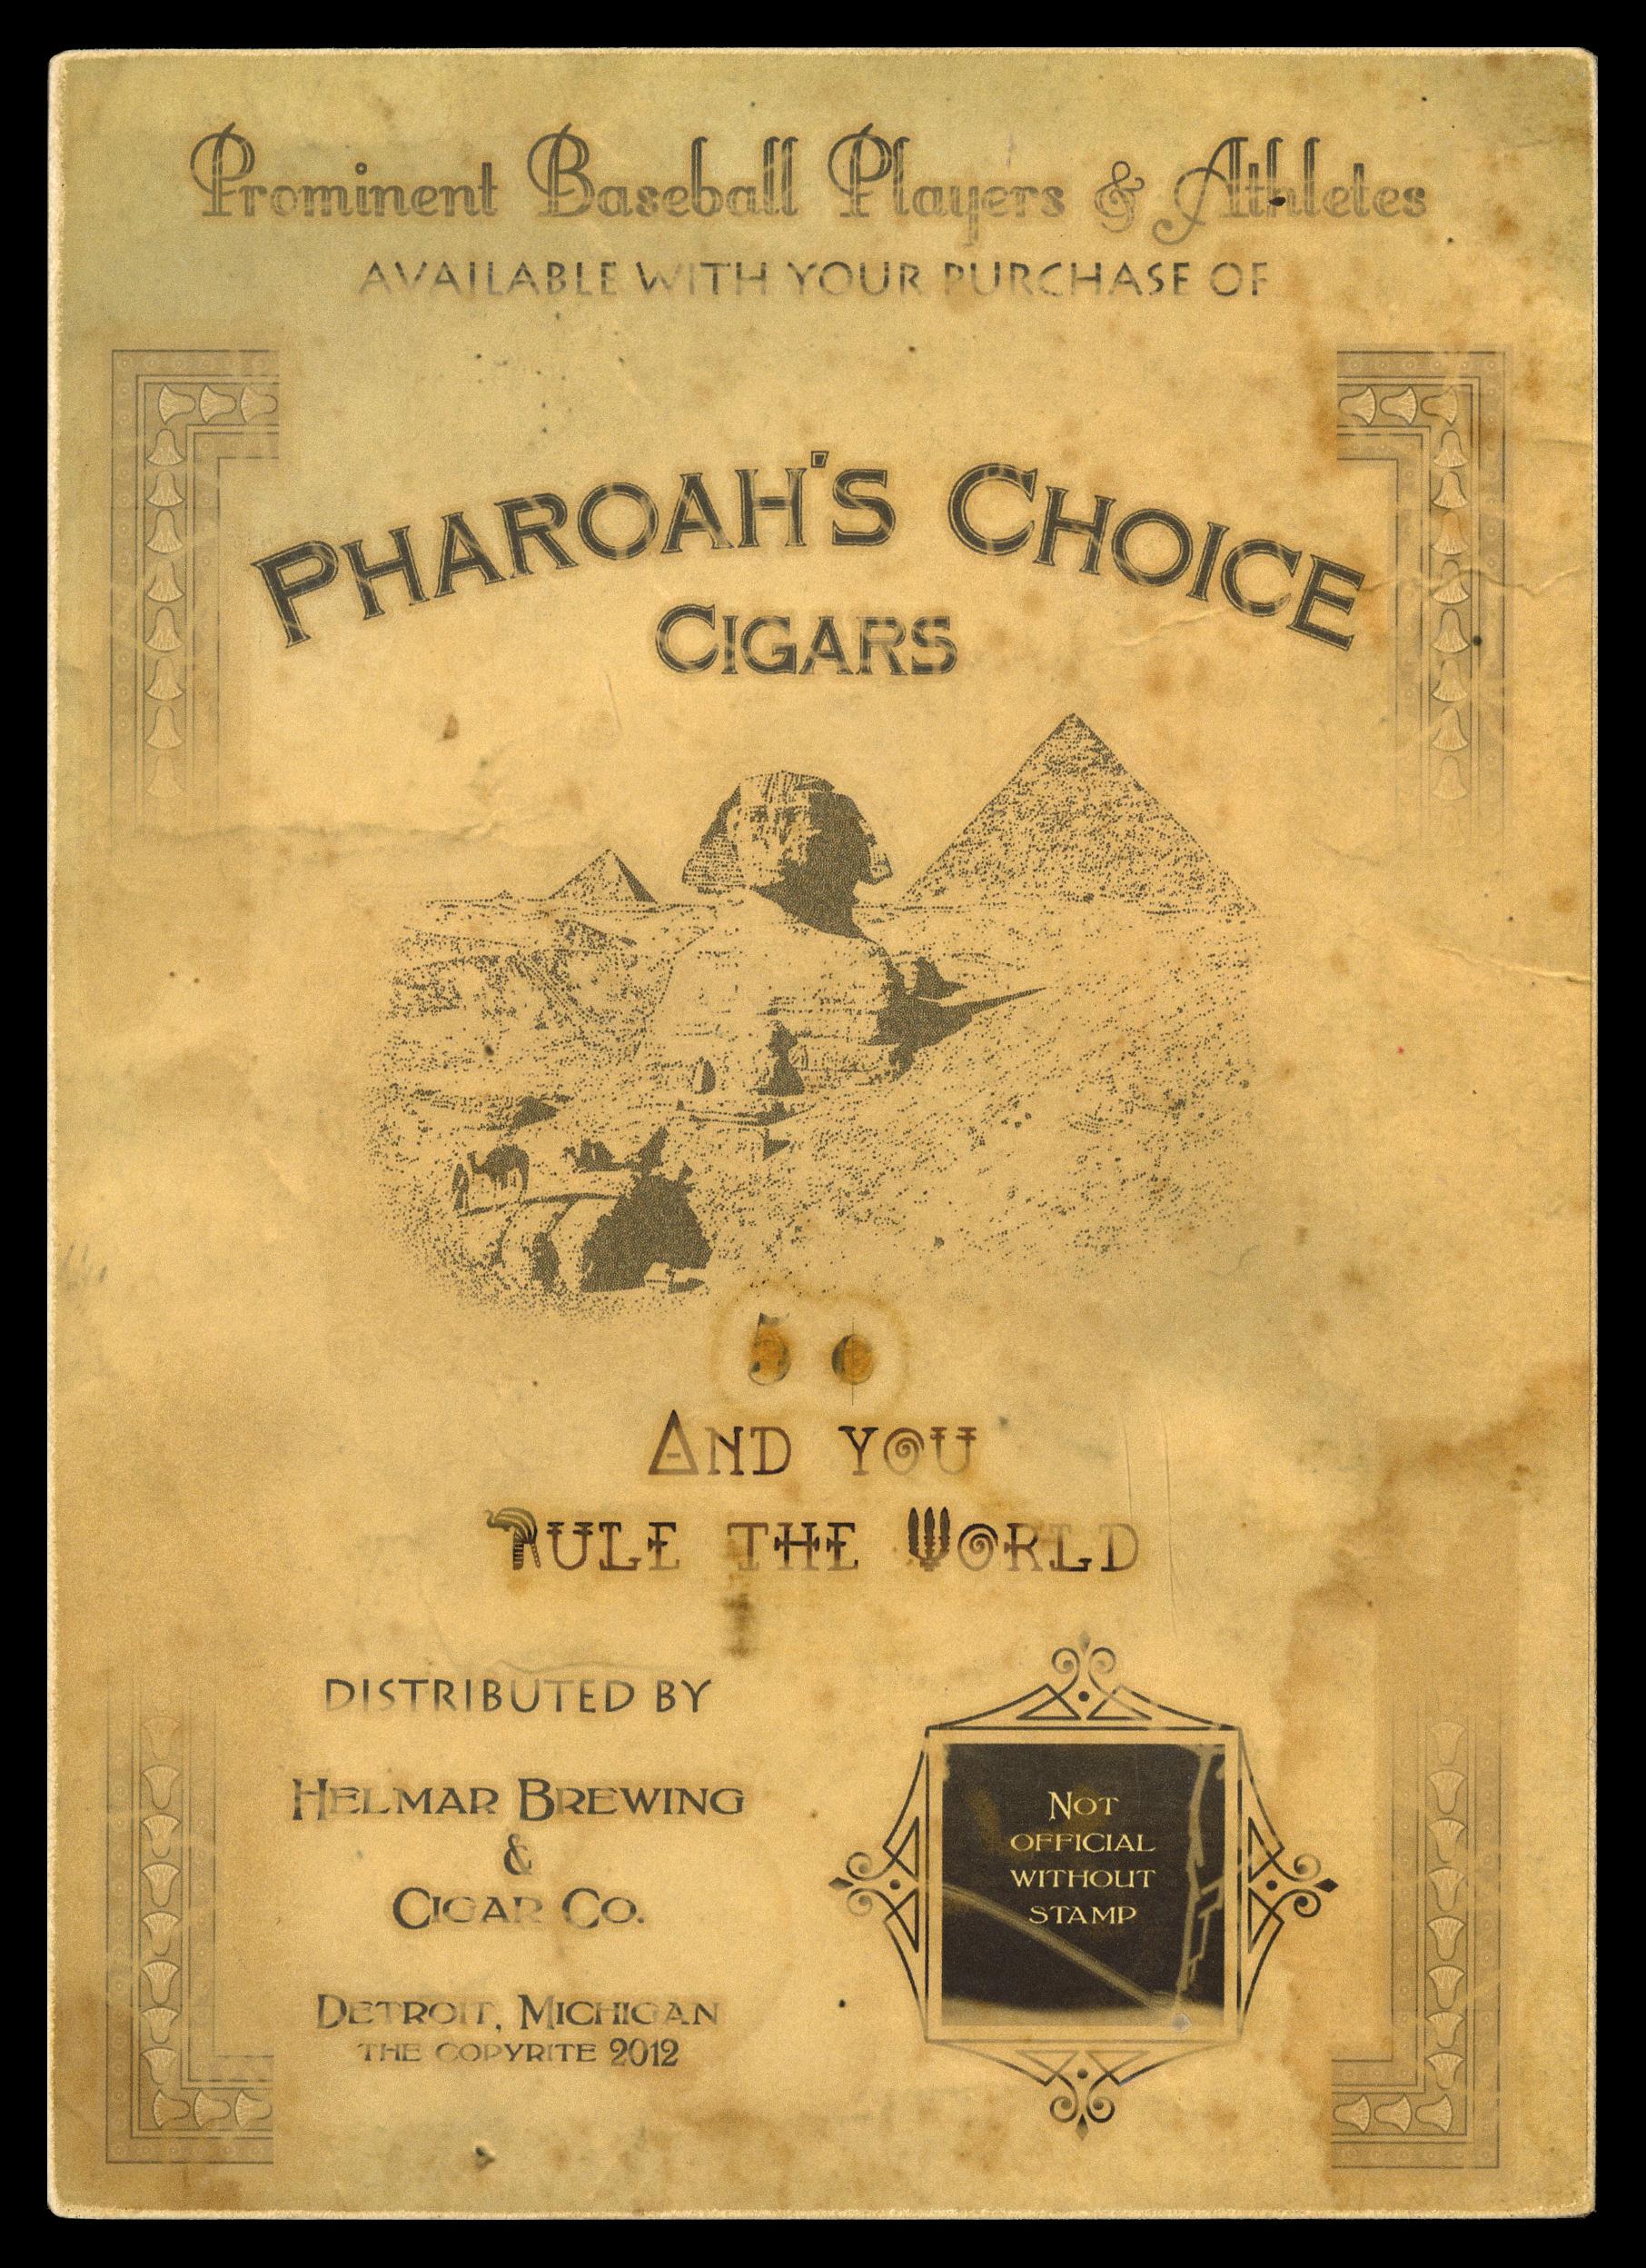 Prominent Baseball Players & Athletes
AVAILABLE WITH YOUR PURCHASE OF
PHAROAH'S CHOICE
CIGARS
5 ¢
AND YOU
RULE THE WORLD
DISTRIBUTED BY
HELMAR BREWING
&
CIGAR CO.
DETROIT, MICHIGAN
THE COPYRITE 2012
NOT
OFFICIAL
WITHOUT
STAMP